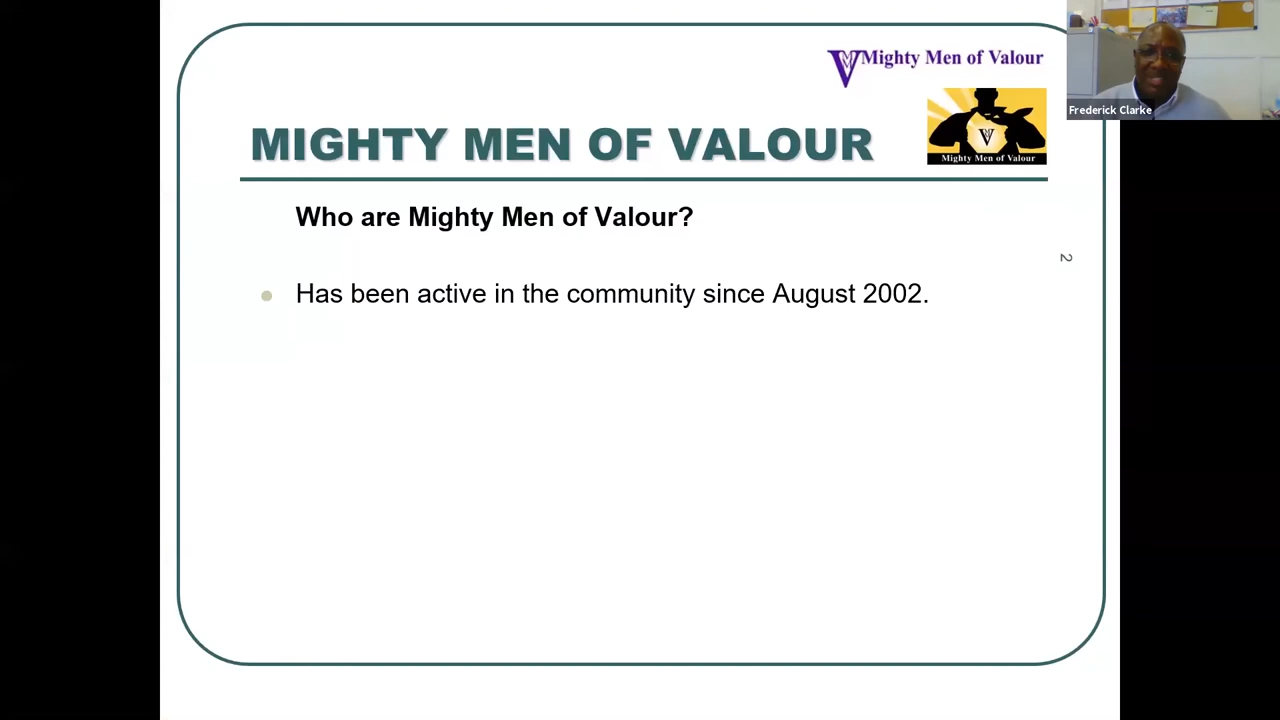 Mighty Men of Valour
Frederick Clarke
MIGHTY MEN OF VALOUR
Mighty Men of Valour
Who are Mighty Men of Valour?
2
Has been active in the community since August 2002.